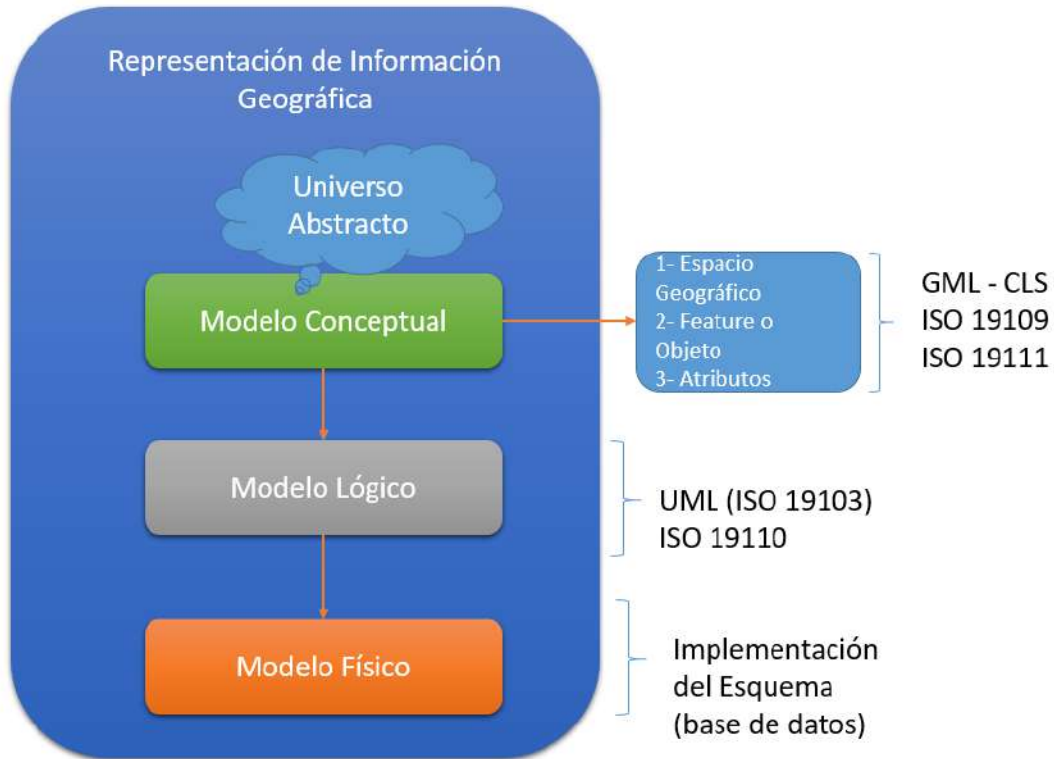 Representación de Información
Geográfica
Universo
Abstracto
Modelo Conceptual
1- Espacio
Geográfico
2- Feature o
Objeto
3- Atributos
GML - CLS
ISO 19109
ISO 19111
Modelo Lógico
UML (ISO 19103)
ISO 19110
Modelo Físico
Implementación
del Esquema
(base de datos)